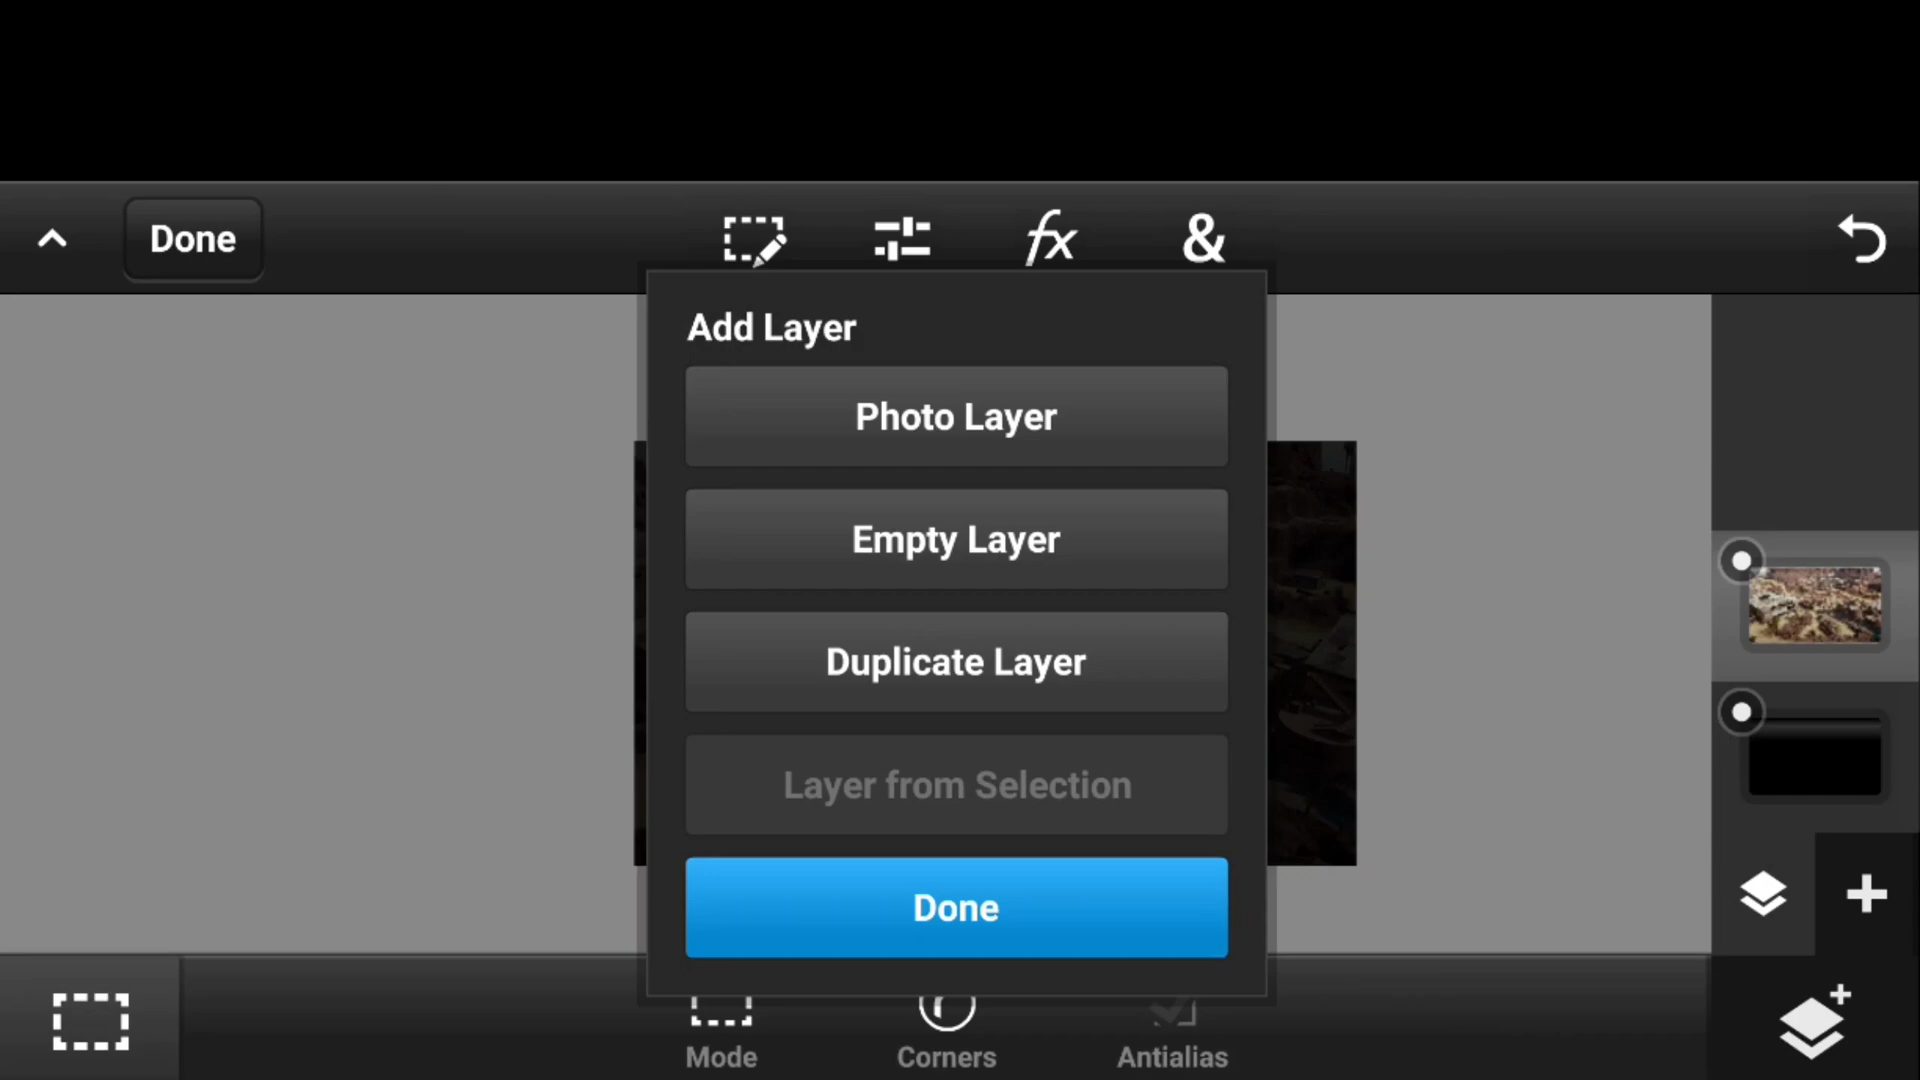 Done
fx
&
Add Layer
Photo Layer
Empty Layer
Duplicate Layer
Layer from Selection
Done
Mode
Corners
Antialias